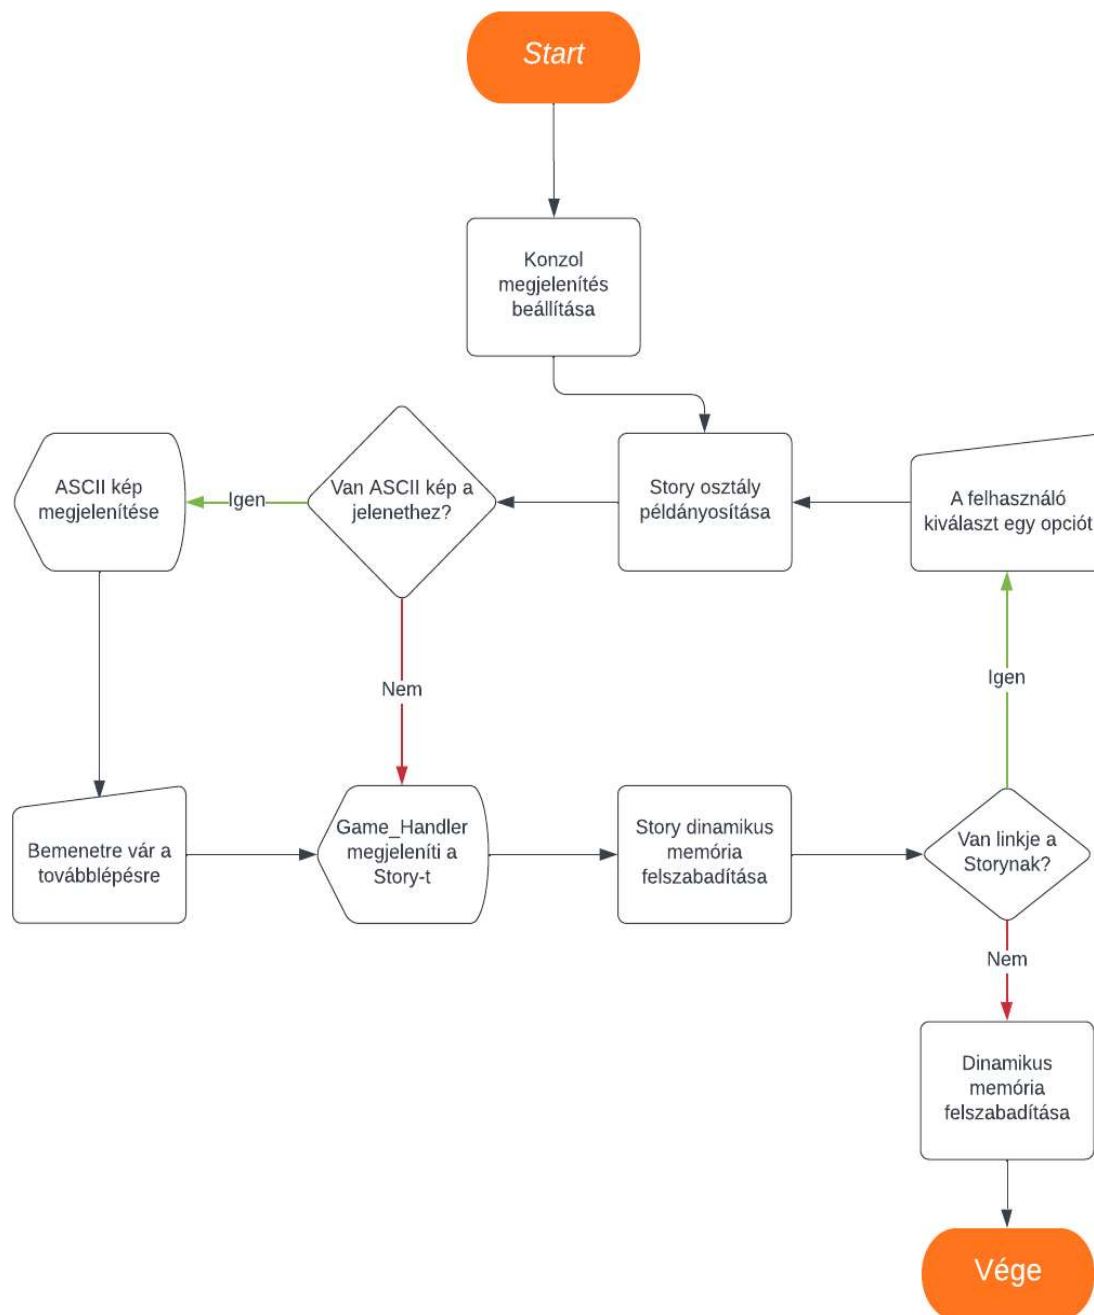 Start
Konzol
megjelenítés
beállítása
ASCII kép
megjelenítése
Igen
Van ASCII kép a
jelenethez?
Story osztály
példányosítása
A felhasználó
kiválaszt egy opciót
Nem
Igen
Bemenetre vár a
továbblépésre
Game_Handler
megjeleníti a
Story-t
Story dinamikus
memória
felszabadítása
Van linkje a
Storynak?
Nem
Dinamikus
memória
felszabadítása
Vége